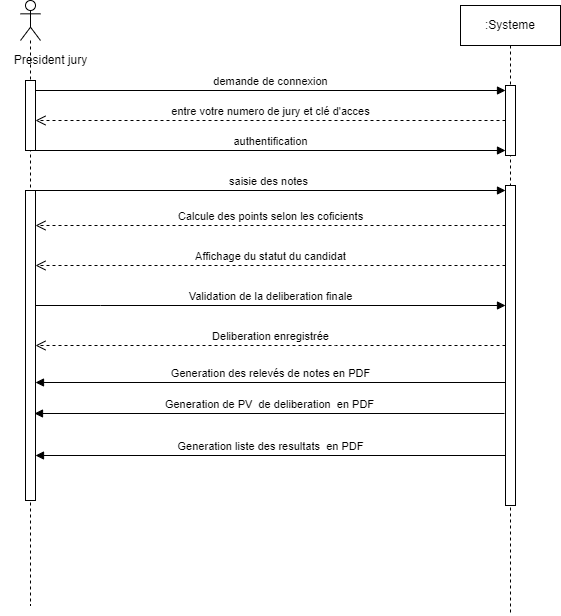 :Systeme
President jury
demande de connexion
entre votre numero de jury et clé d'acces
authentification
saisie des notes
Calcule des points selon les coficients
Affichage du statut du candidat
Validation de la deliberation finale
Deliberation enregistrée
Generation des relevés de notes en PDF
Generation de PV de deliberation en PDF
Generation liste des resultats en PDF